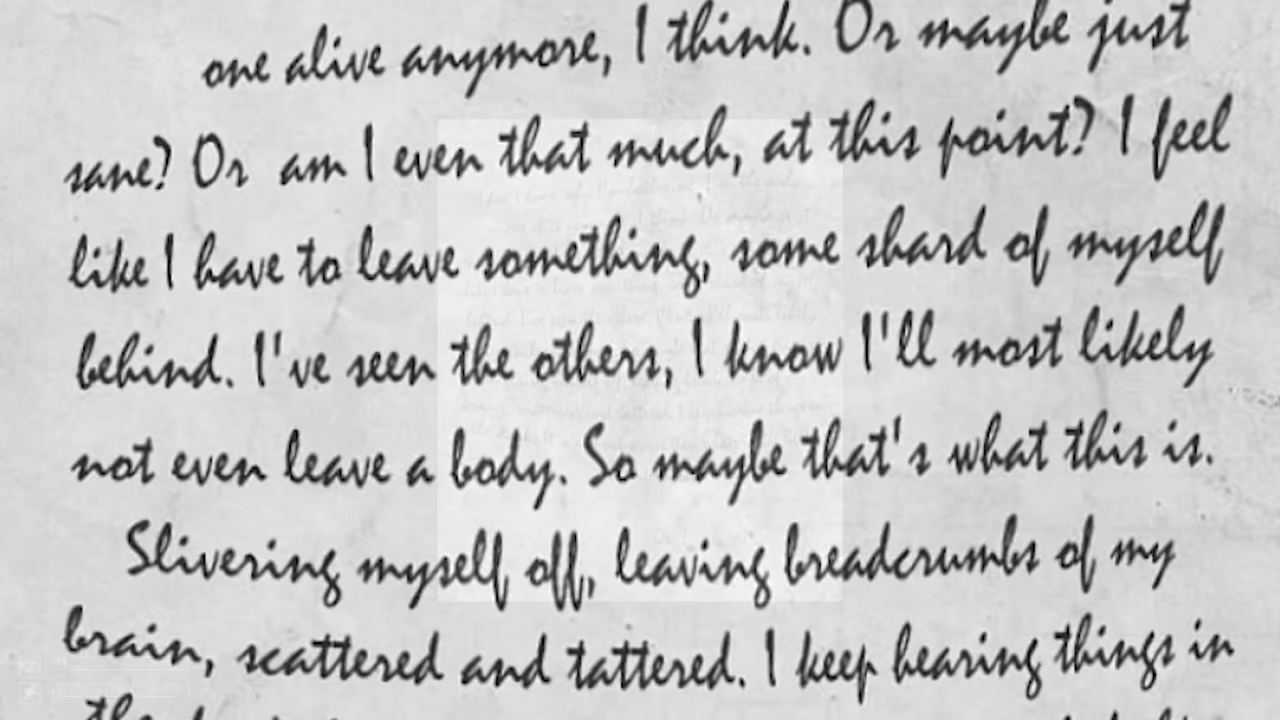 one alive anymore, I think. Or maybe just
sane? Or am I even that much, at this point? I feel
like I have to leave something, some shard of myself
behind. I've seen the others, I know I'll most likely
not even leave a body. So maybe that's what this is.
Slivering myself off, leaving breadcrumbs of my
brain, scattered and tattered. I keep hearing things in